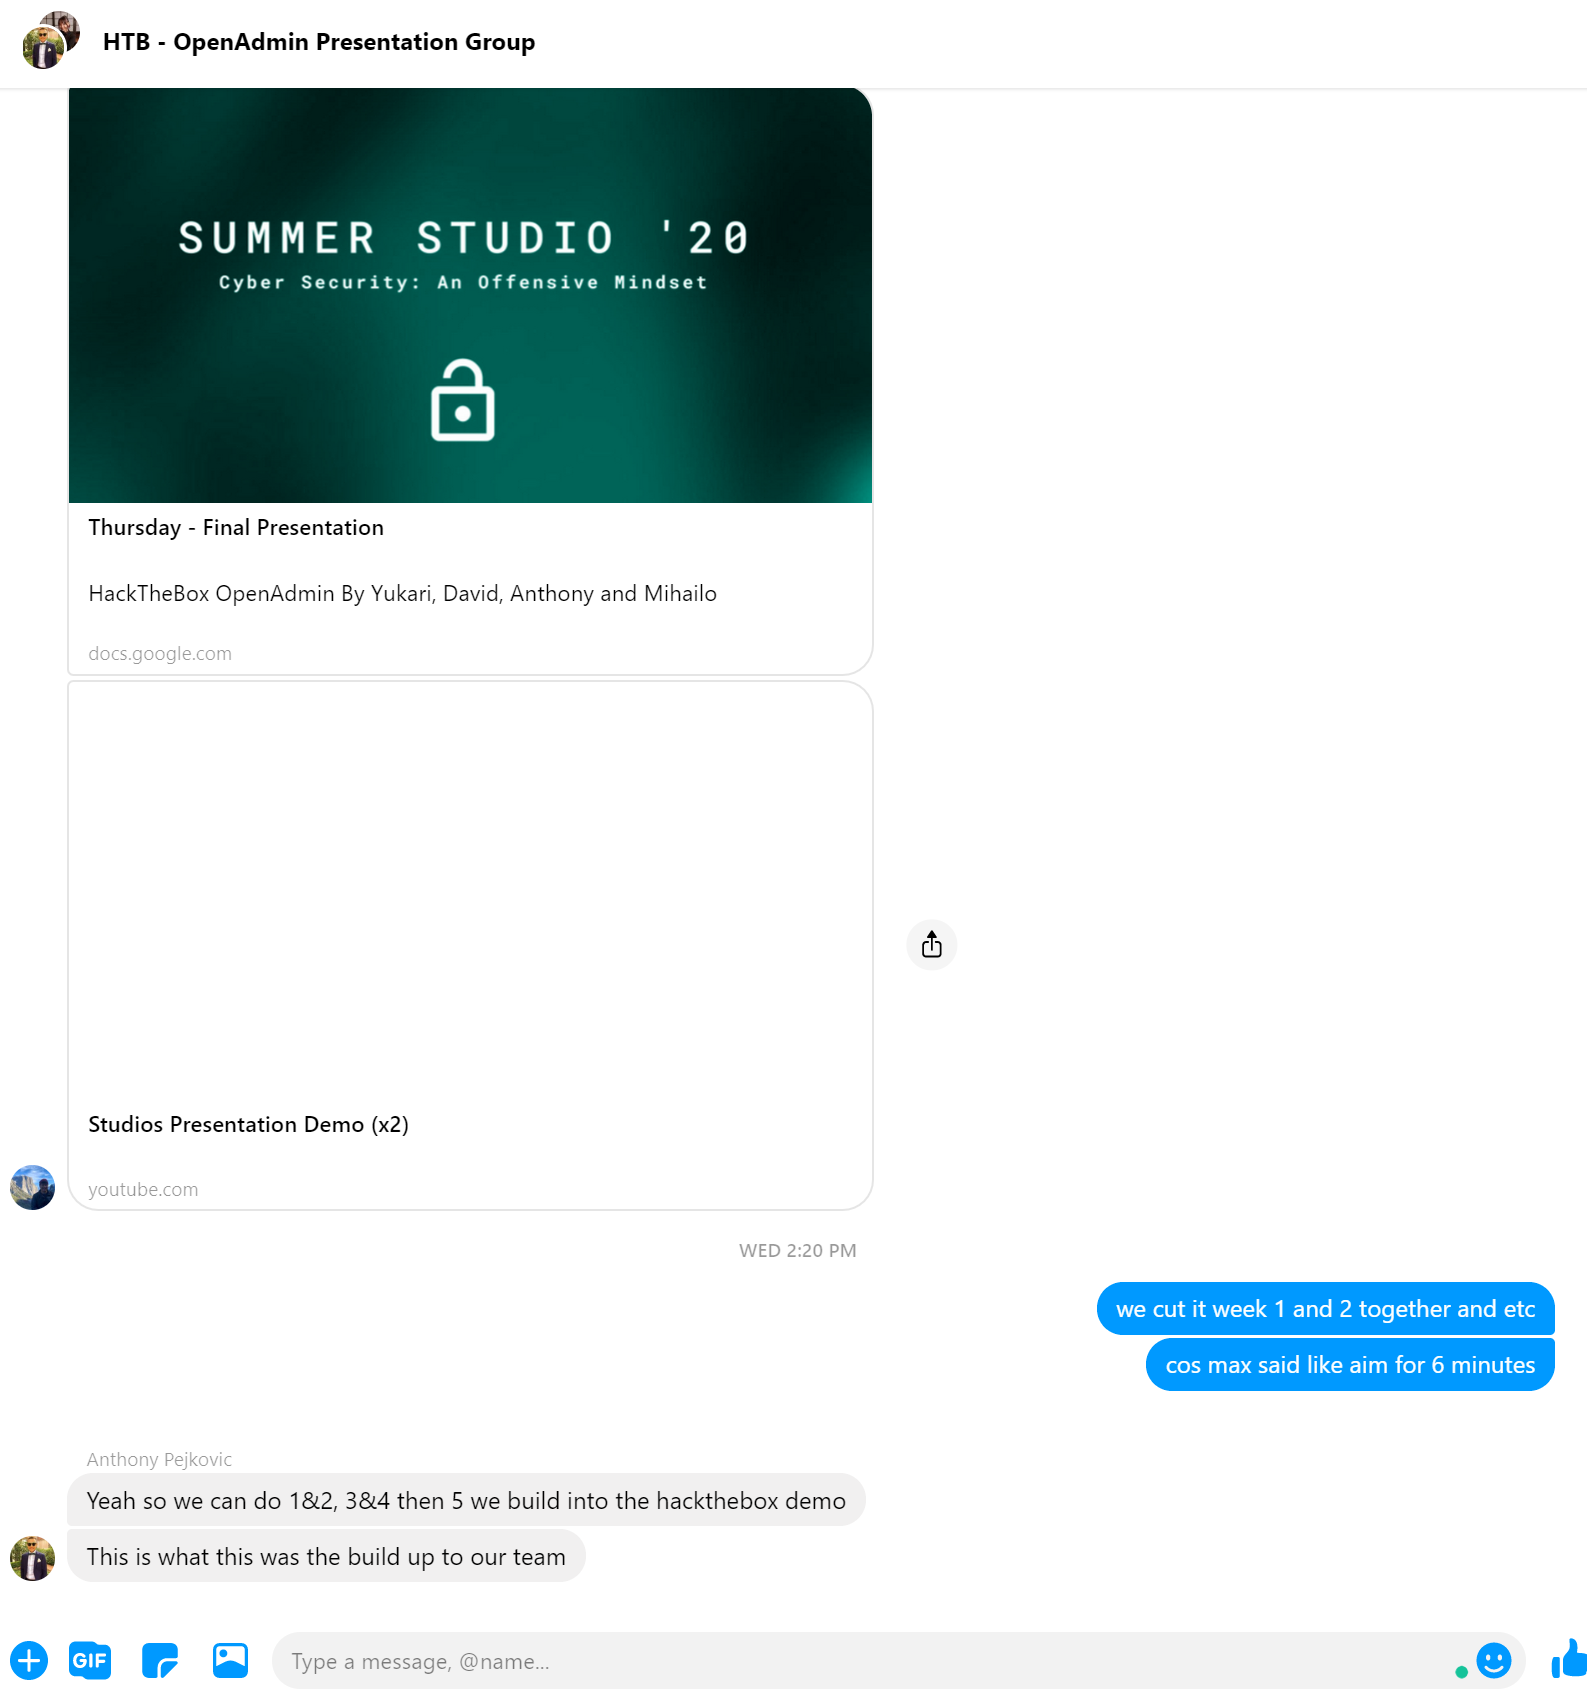 HTB - OpenAdmin Presentation Group
SUMMER STUDIO '20
Cyber Security: An Offensive Mindset
Thursday - Final Presentation
HackTheBox OpenAdmin By Yukari, David, Anthony and Mihailo
docs.google.com
Studios Presentation Demo (x2)
youtube.com
WED 2:20 PM
we cut it week 1 and 2 together and etc
cos max said like aim for 6 minutes
Anthony Pejkovic
Yeah so we can do 1&2, 3&4 then 5 we build into the hackthebox demo
This is what this was the build up to our team
GIF
Type a message, @name...